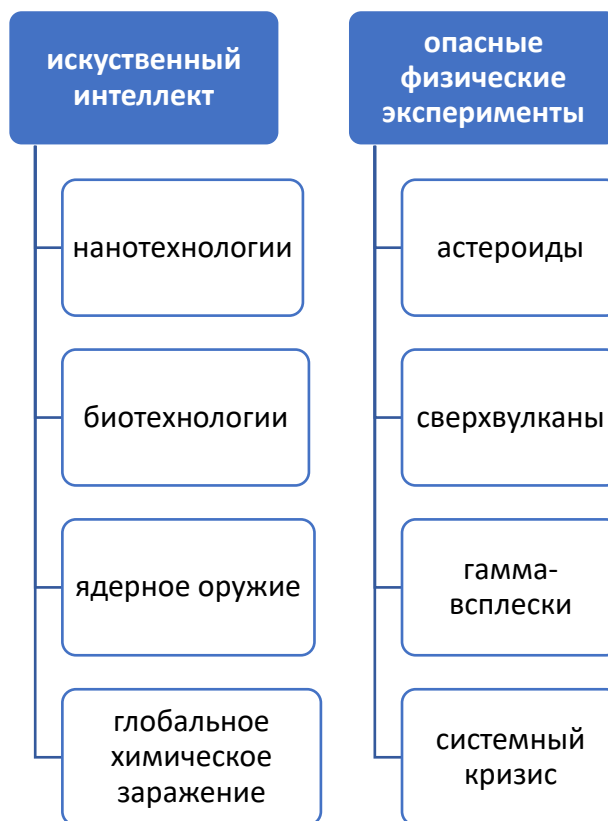 искуственный
интеллект
нанотехнологии
биотехнологии
ядерное оружие
глобальное
химическое
заражение
опасные
физические
эксперименты
астероиды
сверхвулканы
гамма-
всплески
системный
кризис